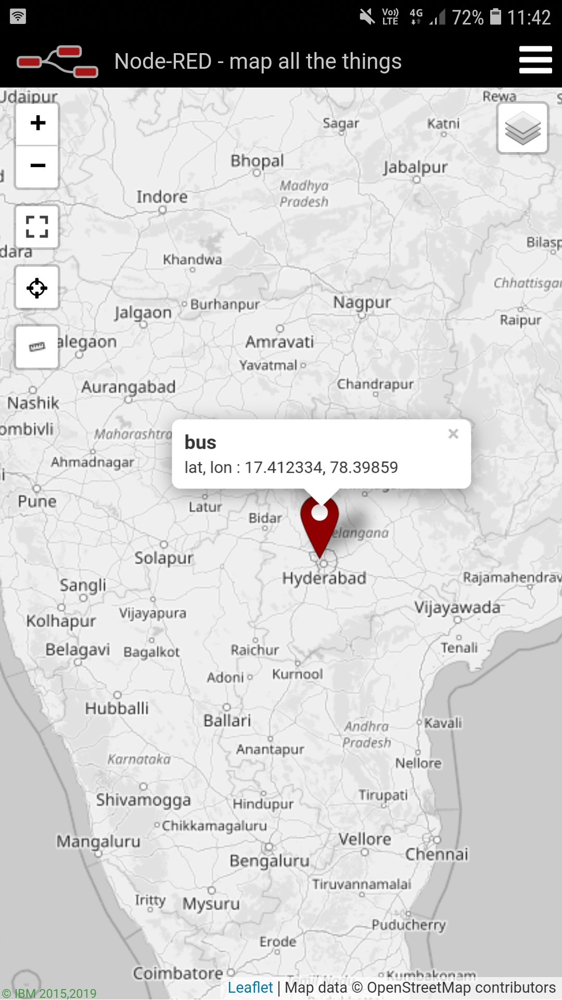 Vo)) LTE 4G 72% 11:42
Node-RED - map all the things
Udaipur
Rewa
Sagar
Katni
+
−
Bhopal
Jabalpur
Madhya
Pradesh
Indore
Bilasp
dara
Khandwa
Chhattisgar
Burhanpur
Nagpur
Jalgaon
Raipur
alegaon
Amravati
Yavatmal
Aurangabad
Chandrapur
Nashik
ombivli
Maharashtra
bus
×
Ahmadnagar
lat, lon : 17.412334, 78.39859
Pune
Latur
Bidar
elangana
Solapur
Hyderabad
Rajamahendrav
Sangli
Vijayawada
Vijayapura
Kolhapur
Belagavi
Bagalkot
Raichur
Tenali
Adoni
Kurnool
Hubballi
Ballari
Andhra
Pradesh
Kavali
Anantapur
Karnataka
Nellore
Shivamogga
Hindupur
Tirupati
Chikkamagaluru
Mangaluru
Vellore
Bengaluru
Chennai
Tiruvannamalai
Iritty
Mysuru
Puducherry
Erode
Coimbatore
Tamil Nadu
Kumbakonam
© IBM 2015,2019
Leaflet | Map data © OpenStreetMap contributors